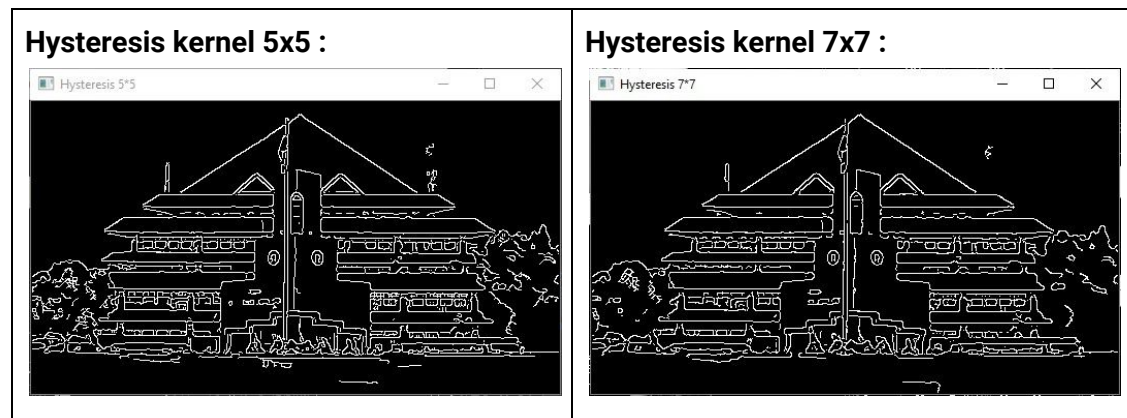 Hysteresis kernel 5x5 :
Hysteresis 5*5
Hysteresis kernel 7x7 :
Hysteresis 7*7